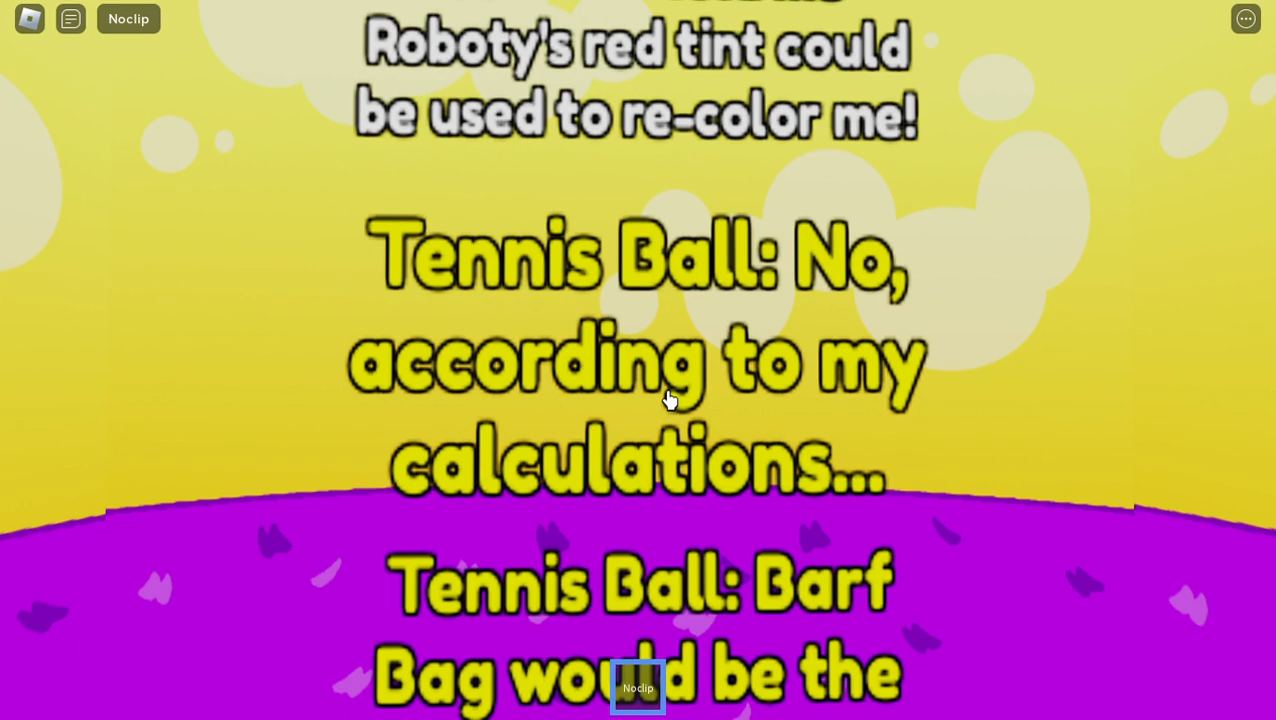 Noclip
Roboty's red tint could
be used to re-color me!
Tennis Ball: No,
according to my
calculations...
Tennis Ball: Barf
Bag would be the
Noclip